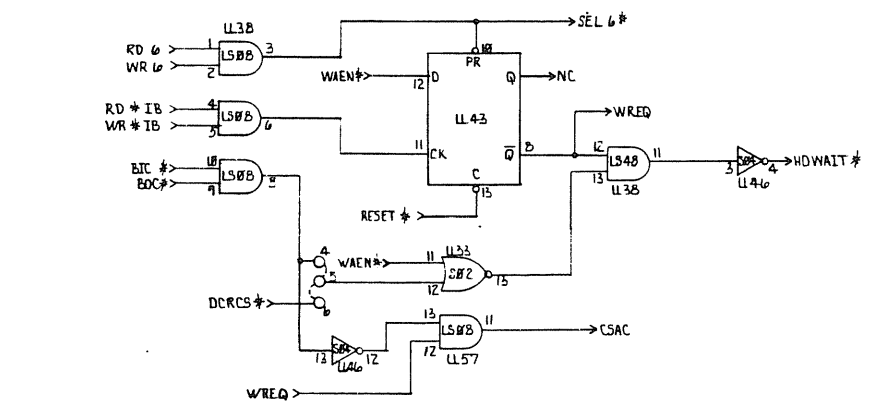 U38
SEL 6#
RD 6
WR 6
1
2
LS08
3
10
PR
WAEN#
12
D
Q
NC
RD # IB
WR # IB
4
5
LS08
6
U43
WREQ
11
CK
Q
8
12
13
LS48
11
U38
3
S04
4
HDWAIT #
U46
BIC #
BOC#
10
9
LS08
8
C
13
RESET #
4
WAEN#
11
U33
5
12
S02
13
DCRCS#
6
13
LS08
11
CSAC
13
S04
12
U46
12
U57
WREQ